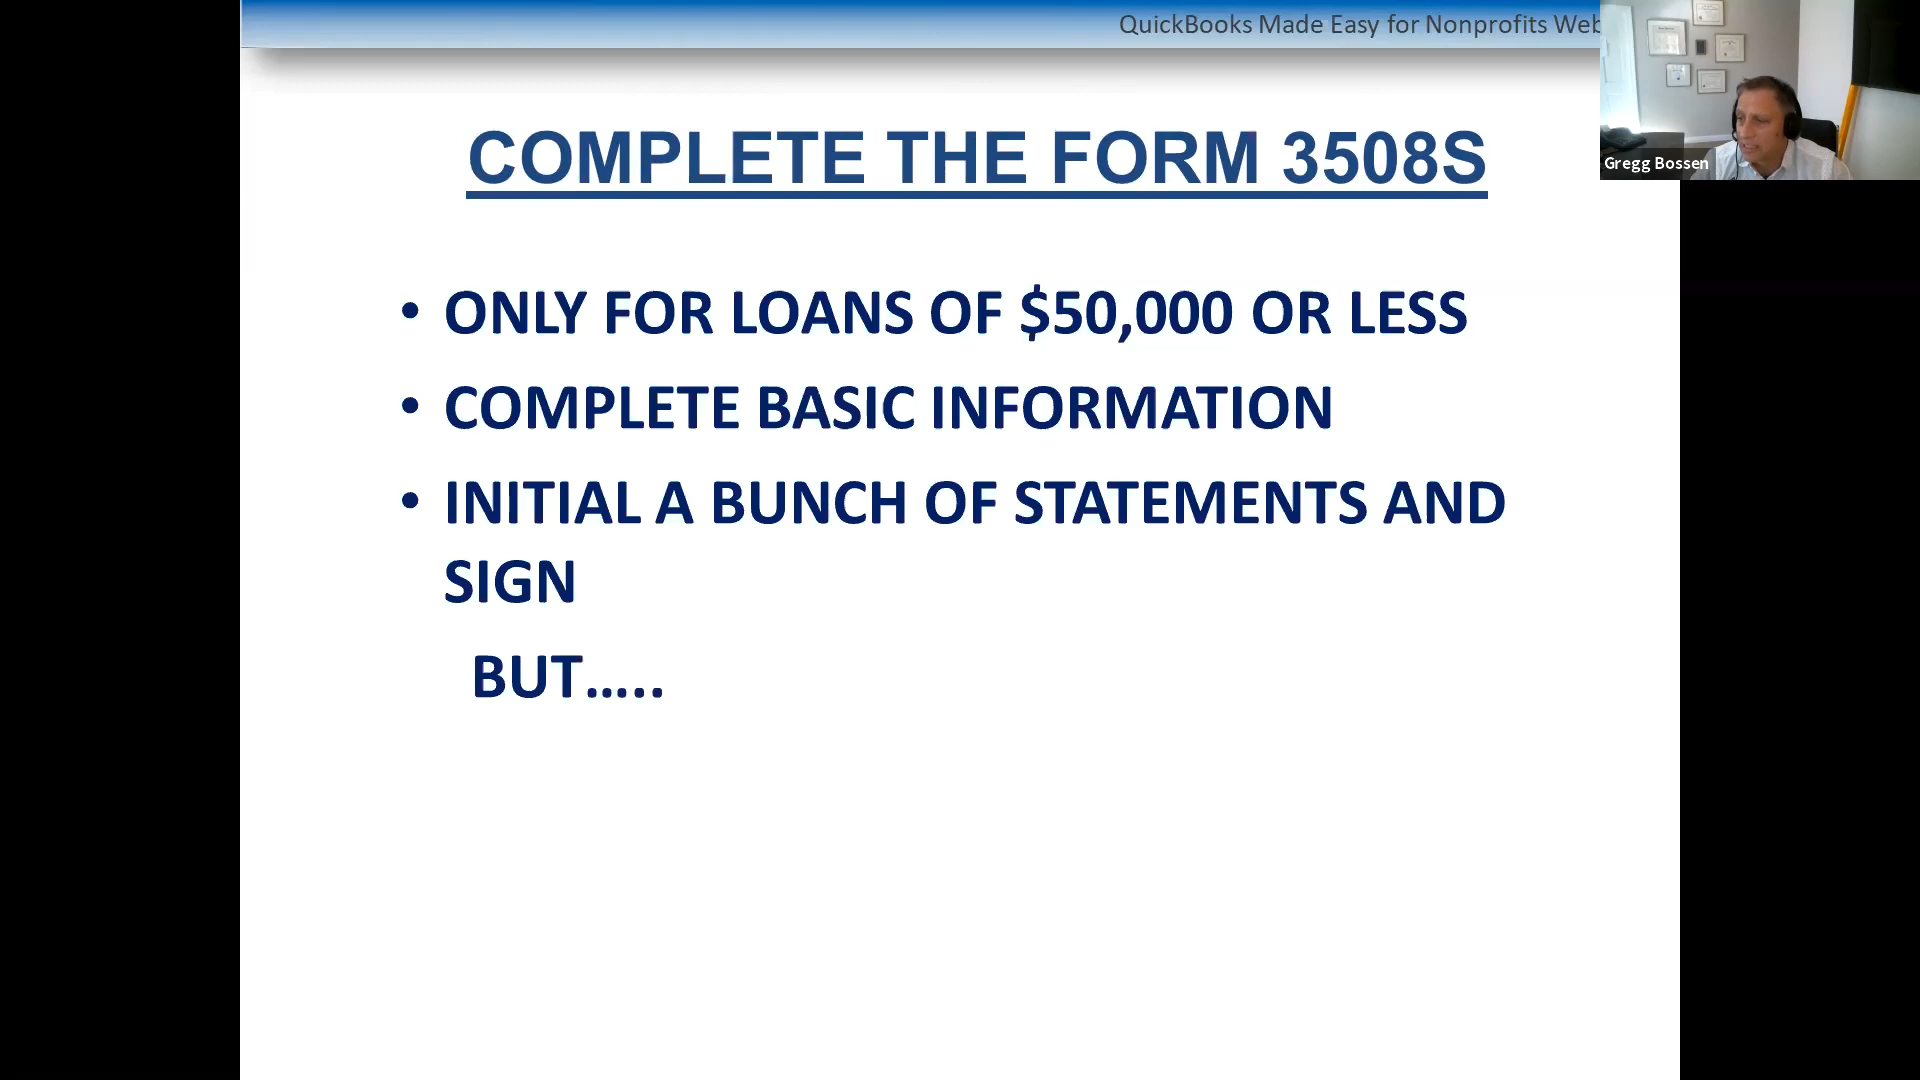 QuickBooks Made Easy for Nonprofits Web
Gregg Bossen
COMPLETE THE FORM 3508S
• ONLY FOR LOANS OF $50,000 OR LESS
• COMPLETE BASIC INFORMATION
• INITIAL A BUNCH OF STATEMENTS AND
SIGN
BUT.....